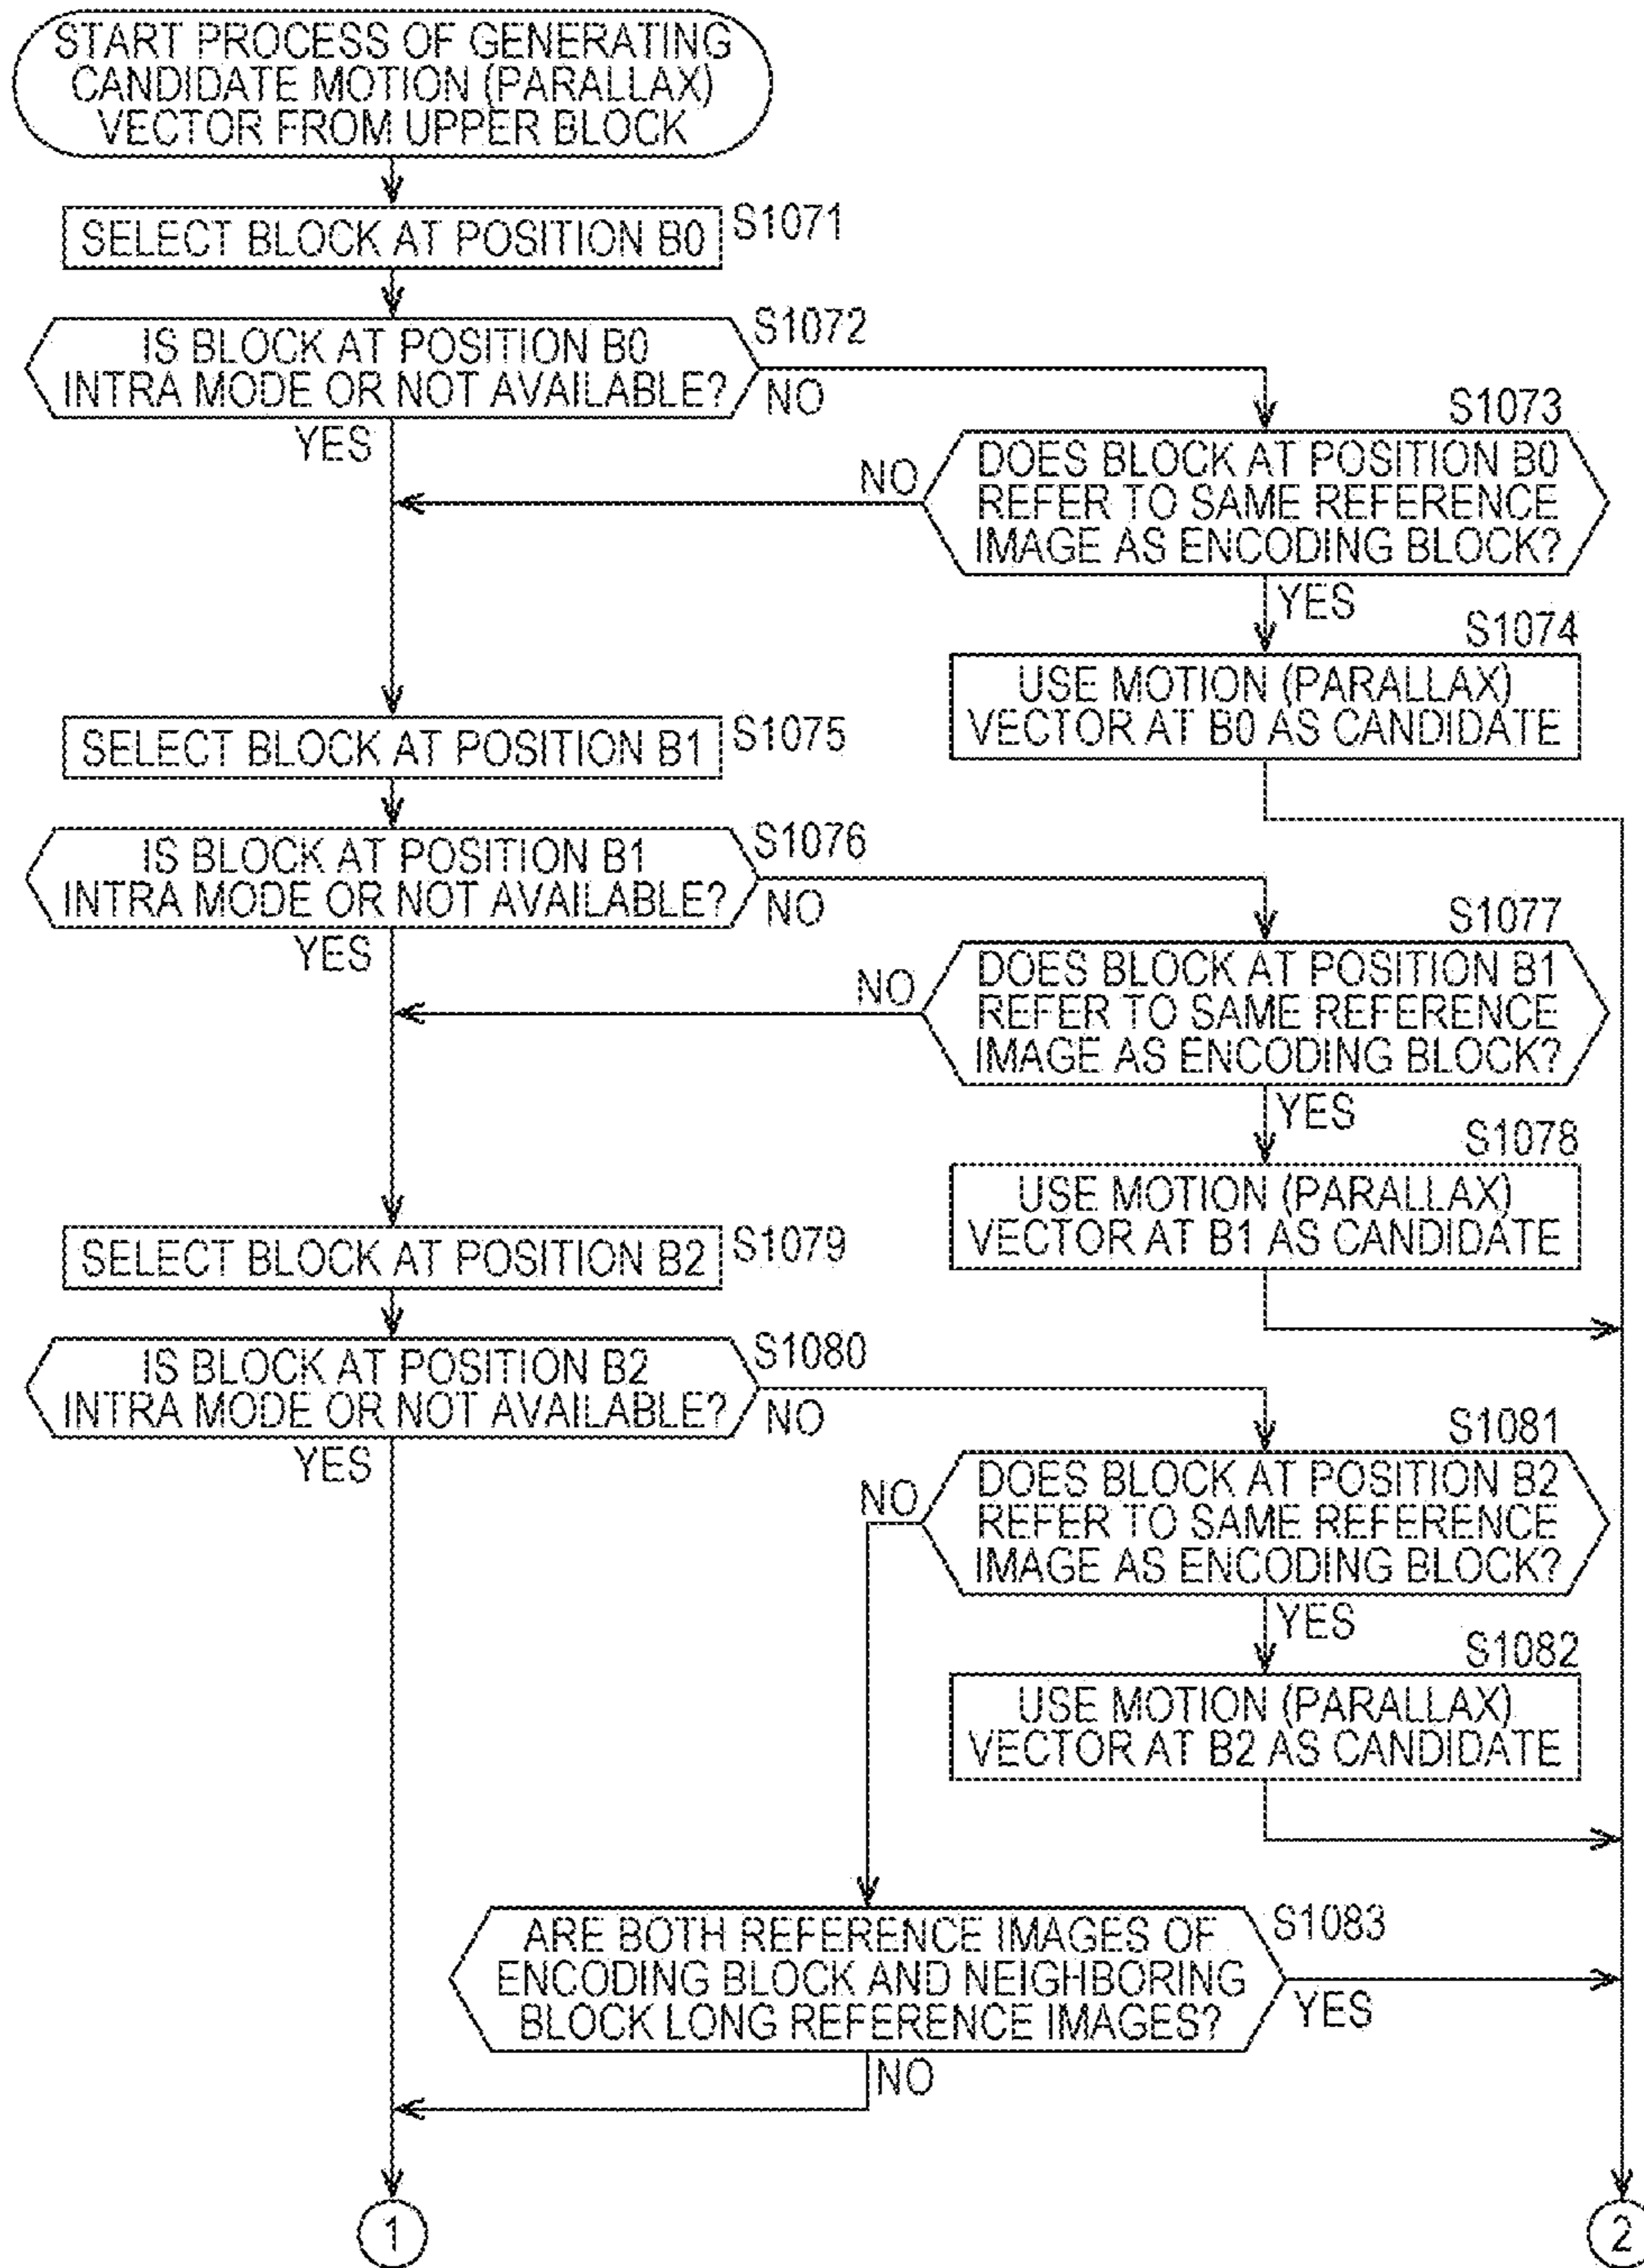 START PROCESS OF GENERATING
CANDIDATE MOTION (PARALLAX)
VECTOR FROM UPPER BLOCK
SELECT BLOCK AT POSITION B0
S1071
IS BLOCK AT POSITION B0
INTRA MODE OR NOT AVAILABLE?
S1072
NO
YES
S1073
DOES BLOCK AT POSITION B0
REFER TO SAME REFERENCE
IMAGE AS ENCODING BLOCK?
NO
YES
S1074
USE MOTION (PARALLAX)
VECTOR AT B0 AS CANDIDATE
SELECT BLOCK AT POSITION B1
S1075
IS BLOCK AT POSITION B1
INTRA MODE OR NOT AVAILABLE?
S1076
NO
YES
S1077
DOES BLOCK AT POSITION B1
REFER TO SAME REFERENCE
IMAGE AS ENCODING BLOCK?
NO
YES
S1078
USE MOTION (PARALLAX)
VECTOR AT B1 AS CANDIDATE
SELECT BLOCK AT POSITION B2
S1079
IS BLOCK AT POSITION B2
INTRA MODE OR NOT AVAILABLE?
S1080
NO
YES
S1081
DOES BLOCK AT POSITION B2
REFER TO SAME REFERENCE
IMAGE AS ENCODING BLOCK?
NO
YES
S1082
USE MOTION (PARALLAX)
VECTOR AT B2 AS CANDIDATE
ARE BOTH REFERENCE IMAGES OF
ENCODING BLOCK AND NEIGHBORING
BLOCK LONG REFERENCE IMAGES?
S1083
YES
NO
1
2